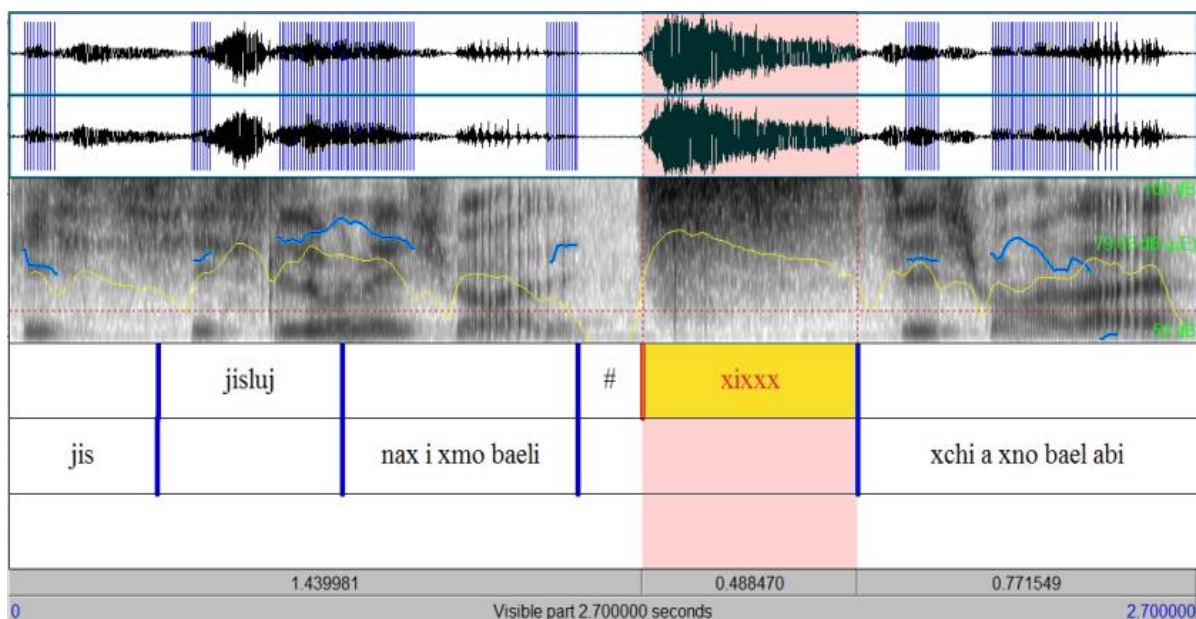 jisluj # xixxx
jis nax i xmo baeli xchi a xno bael abi
1.439981 0.488470 0.771549
0 Visible part 2.700000 seconds 2.700000